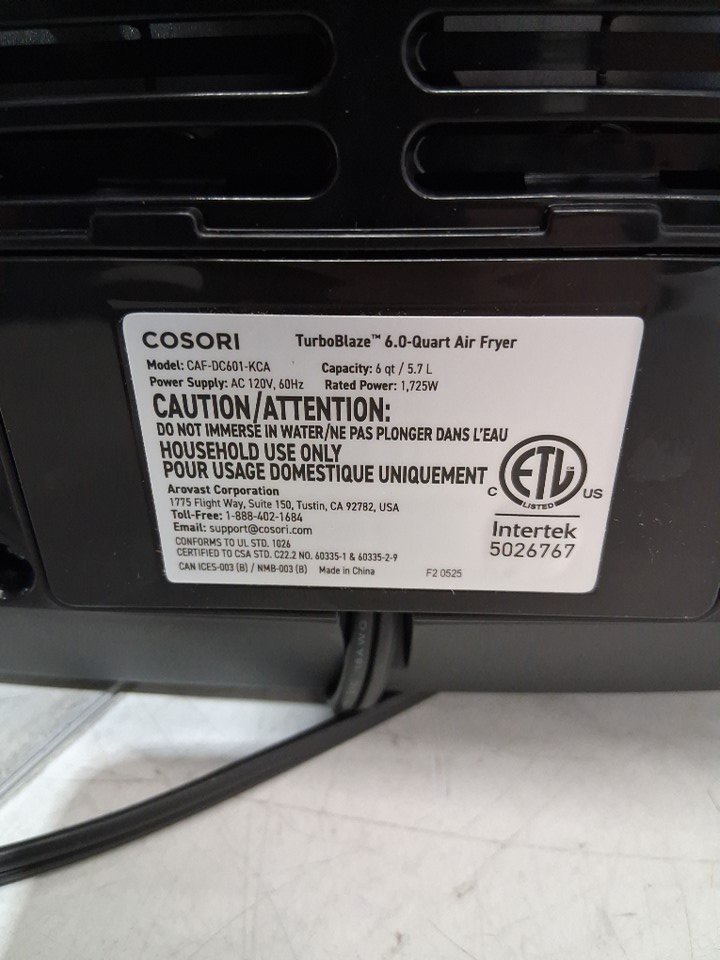 COSORI TurboBlaze™ 6.0-Quart Air Fryer
Model: CAF-DC601-KCA Capacity: 6 qt / 5.7 L
Power Supply: AC 120V, 60Hz Rated Power: 1,725W
CAUTION/ATTENTION:
DO NOT IMMERSE IN WATER/NE PAS PLONGER DANS L'EAU
HOUSEHOLD USE ONLY
POUR USAGE DOMESTIQUE UNIQUEMENT
Arovast Corporation
1775 Flight Way, Suite 150, Tustin, CA 92782, USA
Toll-Free: 1-888-402-1684
Email: support@cosori.com
CONFORMS TO UL STD. 1026
CERTIFIED TO CSA STD. C22.2 NO. 60335-1 & 60335-2-9
CAN ICES-003 (B) / NMB-003 (B) Made in China F2 0525
C ETL US
LISTED
Intertek
5026767
18AWG